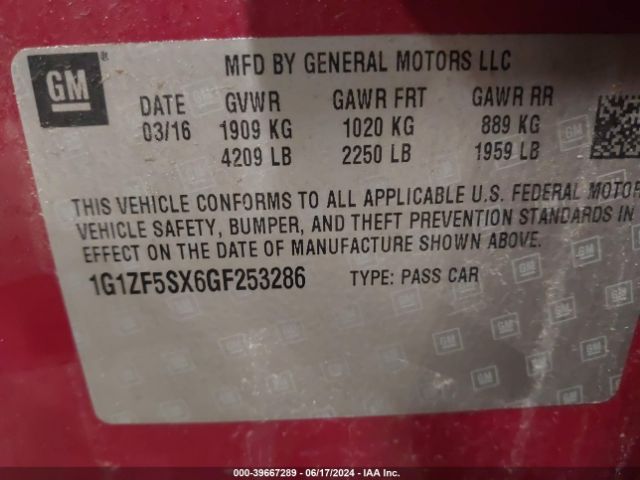 GM ®
MFD BY GENERAL MOTORS LLC
DATE GVWR GAWR FRT GAWR RR
03/16 1909 KG 1020 KG 889 KG
4209 LB 2250 LB 1959 LB
THIS VEHICLE CONFORMS TO ALL APPLICABLE U.S. FEDERAL MOTOR
VEHICLE SAFETY, BUMPER, AND THEFT PREVENTION STANDARDS IN
EFFECT ON THE DATE OF MANUFACTURE SHOWN ABOVE.
1G1ZF5SX6GF253286 TYPE: PASS CAR
GM
000-39667289 - 06/17/2024 - IAA Inc.